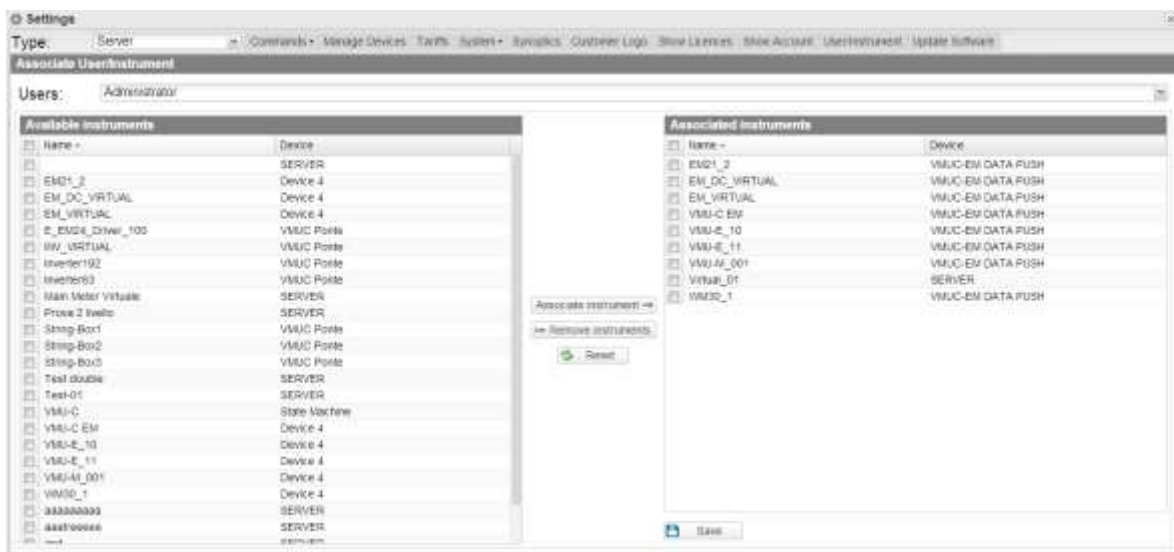 Settings
Type: Server Commands Manage Devices Tariffs System Synoptics Customer Logo Show Licences Show Account User/Instrument Update Software
Associate User/Instrument
Users: Administrator
Available instruments Associated instruments
Name Device Name Device
SERVER EM21_2 VMUC-EM DATA PUSH
EM21_2 Device 4 EM_DC_VIRTUAL VMUC-EM DATA PUSH
EM_DC_VIRTUAL Device 4 EM_VIRTUAL VMUC-EM DATA PUSH
EM_VIRTUAL Device 4 VMU-C EM VMUC-EM DATA PUSH
E_EM24_Driver_100 VMUC Ponte VMU-E_10 VMUC-EM DATA PUSH
INV_VIRTUAL VMUC Ponte VMU-E_11 VMUC-EM DATA PUSH
Inverter192 VMUC Ponte VMU-M_001 VMUC-EM DATA PUSH
Inverter63 VMUC Ponte Virtual_01 SERVER
Main Meter Virtuale SERVER WM30_1 VMUC-EM DATA PUSH
Prova 2 livello SERVER Associate instrument
String-Box1 VMUC Ponte
String-Box2 VMUC Ponte Remove instruments
String-Box3 VMUC Ponte Reset
Test double SERVER
Test-01 SERVER
VMU-C State Machine
VMU-C EM Device 4
VMU-E_10 Device 4
VMU-E_11 Device 4
VMU-M_001 Device 4
WM30_1 Device 4
SERVER
SERVER Save